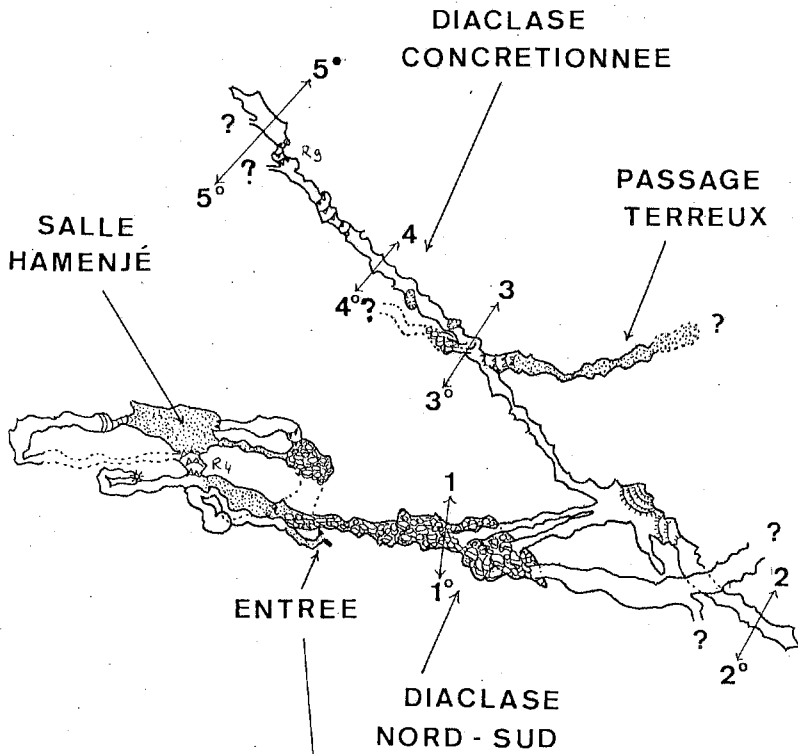 DIACLASE
CONCRETIONNEE
5•
?
R9
?
5°
PASSAGE
TERREUX
SALLE
HAMENJÉ
4
4°?
3
?
3°
R4
1
1°
?
2
ENTREE
?
2°
DIACLASE
NORD - SUD